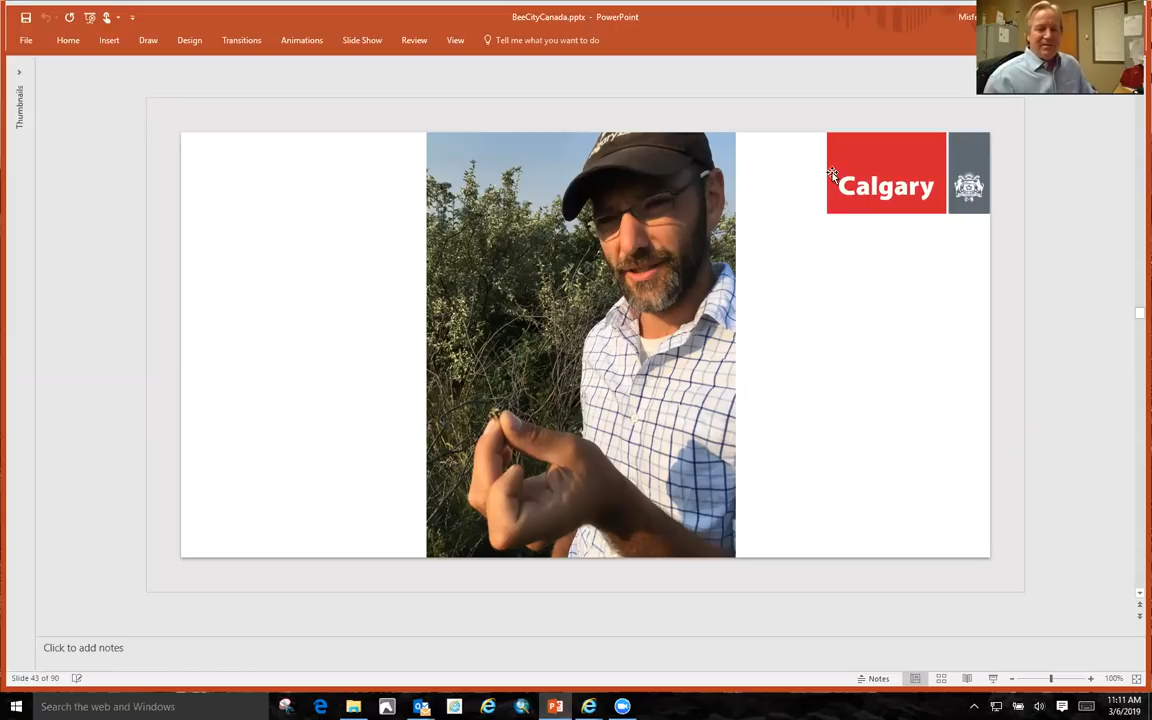 BeeCityCanada.pptx - PowerPoint
File Home Insert Draw Design Transitions Animations Slide Show Review View Tell me what you want to do
Thumbnails
Calgary
Click to add notes
Slide 43 of 90
Notes
100%
Search the web and Windows
11:11 AM
3/6/2019